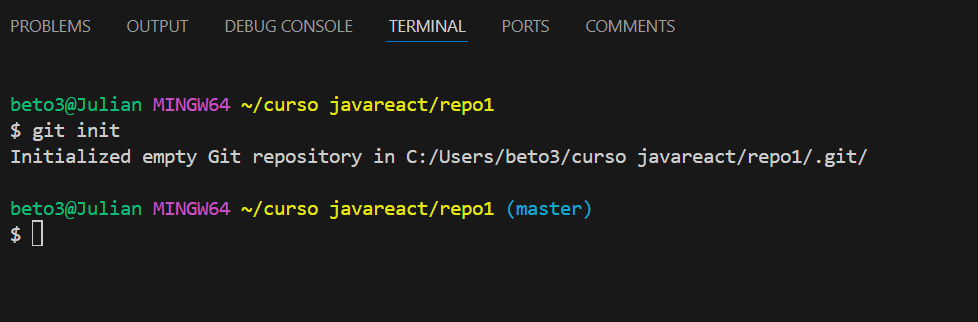 PROBLEMS OUTPUT DEBUG CONSOLE TERMINAL PORTS COMMENTS
beto3@Julian MINGW64 ~/curso javareact/repo1
$ git init
Initialized empty Git repository in C:/Users/beto3/curso javareact/repo1/.git/
beto3@Julian MINGW64 ~/curso javareact/repo1 (master)
$